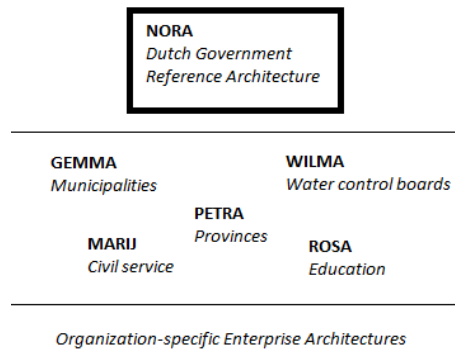 NORA
Dutch Government
Reference Architecture
GEMMA
Municipalities
WILMA
Water control boards
PETRA
Provinces
MARIJ
Civil service
ROSA
Education
Organization-specific Enterprise Architectures